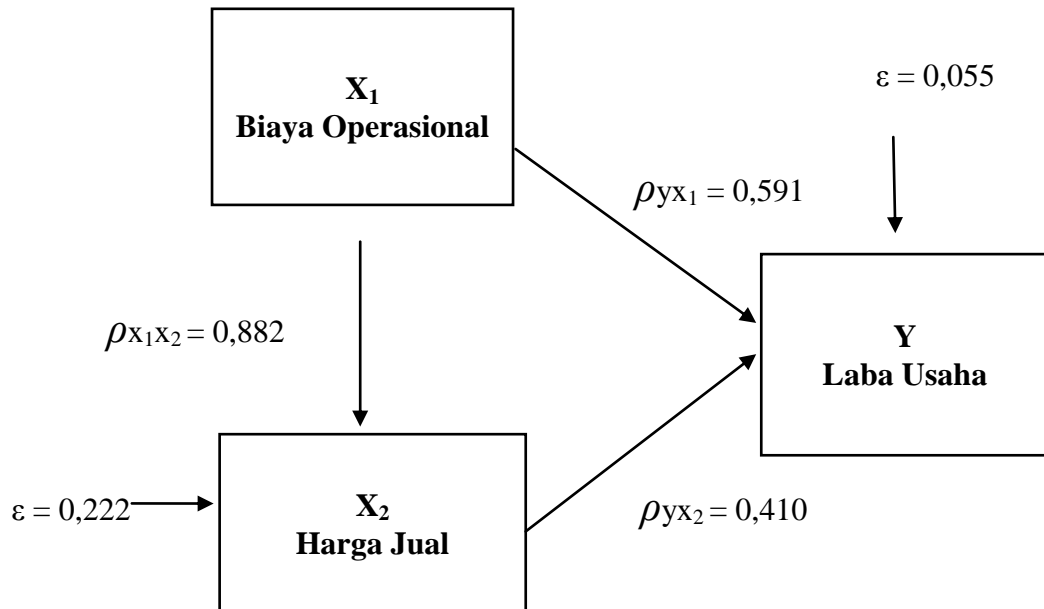 X₁
Biaya Operasional
ε = 0,055
ρyx₁ = 0,591
ρx₁x₂ = 0,882
Y
Laba Usaha
ε = 0,222
X₂
Harga Jual
ρyx₂ = 0,410